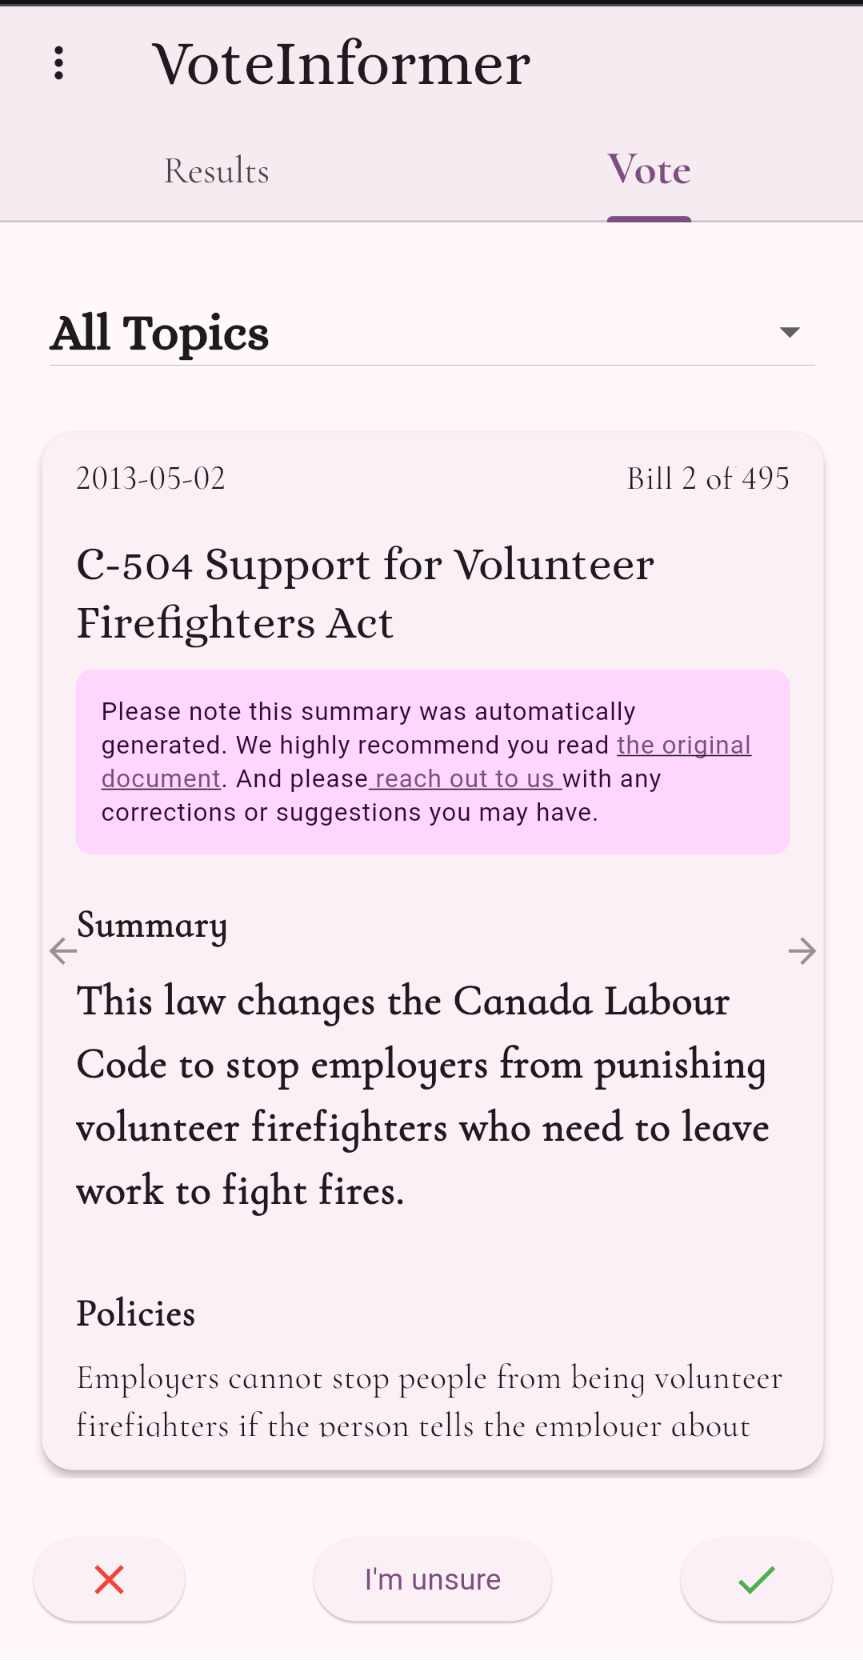 VoteInformer
Results Vote
All Topics
2013-05-02 Bill 2 of 495
C-504 Support for Volunteer
Firefighters Act
Please note this summary was automatically
generated. We highly recommend you read the original
document. And please reach out to us with any
corrections or suggestions you may have.
Summary
This law changes the Canada Labour
Code to stop employers from punishing
volunteer firefighters who need to leave
work to fight fires.
Policies
Employers cannot stop people from being volunteer
firefighters if the person tells the employer about
I'm unsure